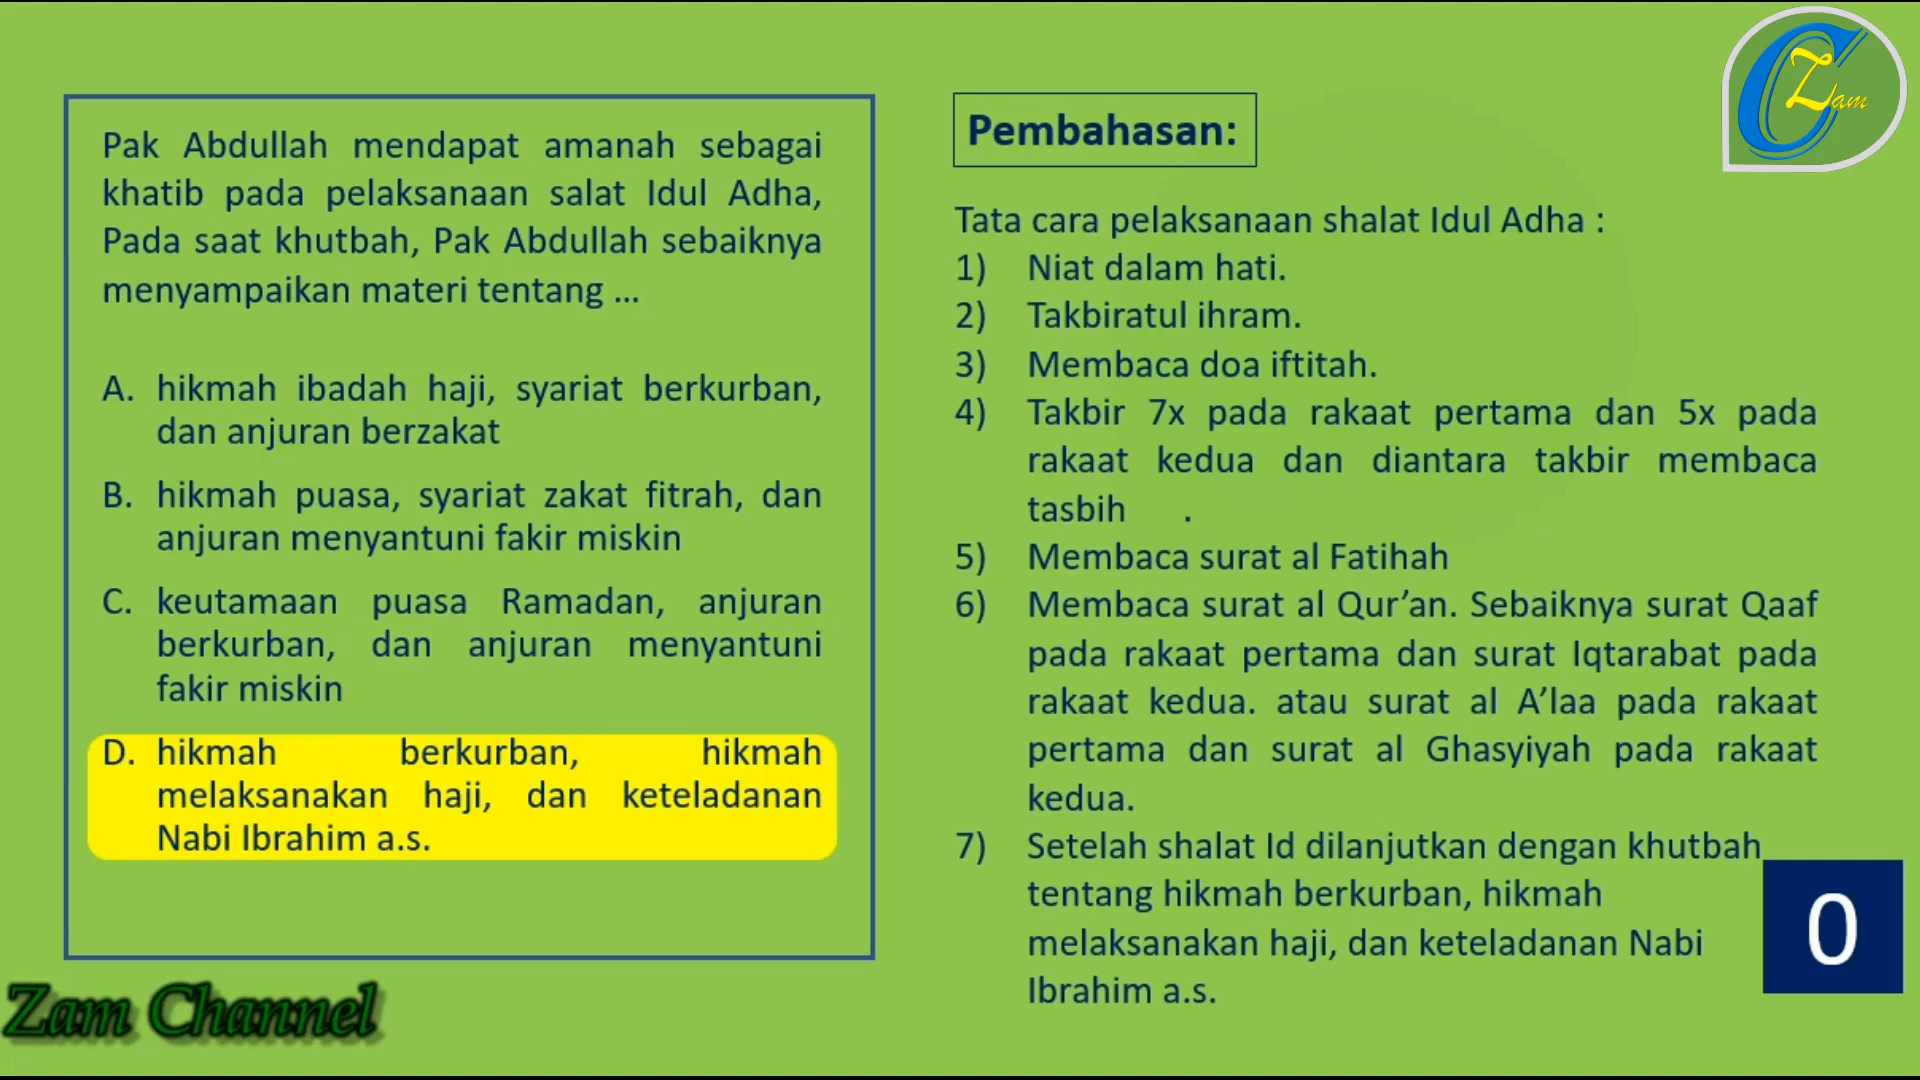 Pak Abdullah mendapat amanah sebagai
khatib pada pelaksanaan salat Idul Adha,
Pada saat khutbah, Pak Abdullah sebaiknya
menyampaikan materi tentang ...
A. hikmah ibadah haji, syariat berkurban,
dan anjuran berzakat
B. hikmah puasa, syariat zakat fitrah, dan
anjuran menyantuni fakir miskin
C. keutamaan puasa Ramadan, anjuran
berkurban, dan anjuran menyantuni
fakir miskin
D. hikmah berkurban, hikmah
melaksanakan haji, dan keteladanan
Nabi Ibrahim a.s.
Zam Channel
Pembahasan:
Tata cara pelaksanaan shalat Idul Adha :
1) Niat dalam hati.
2) Takbiratul ihram.
3) Membaca doa iftitah.
4) Takbir 7x pada rakaat pertama dan 5x pada
rakaat kedua dan diantara takbir membaca
tasbih .
5) Membaca surat al Fatihah
6) Membaca surat al Qur’an. Sebaiknya surat Qaaf
pada rakaat pertama dan surat Iqtarabat pada
rakaat kedua. atau surat al A’laa pada rakaat
pertama dan surat al Ghasyiyah pada rakaat
kedua.
7) Setelah shalat Id dilanjutkan dengan khutbah
tentang hikmah berkurban, hikmah
melaksanakan haji, dan keteladanan Nabi
Ibrahim a.s.
0
C Zam